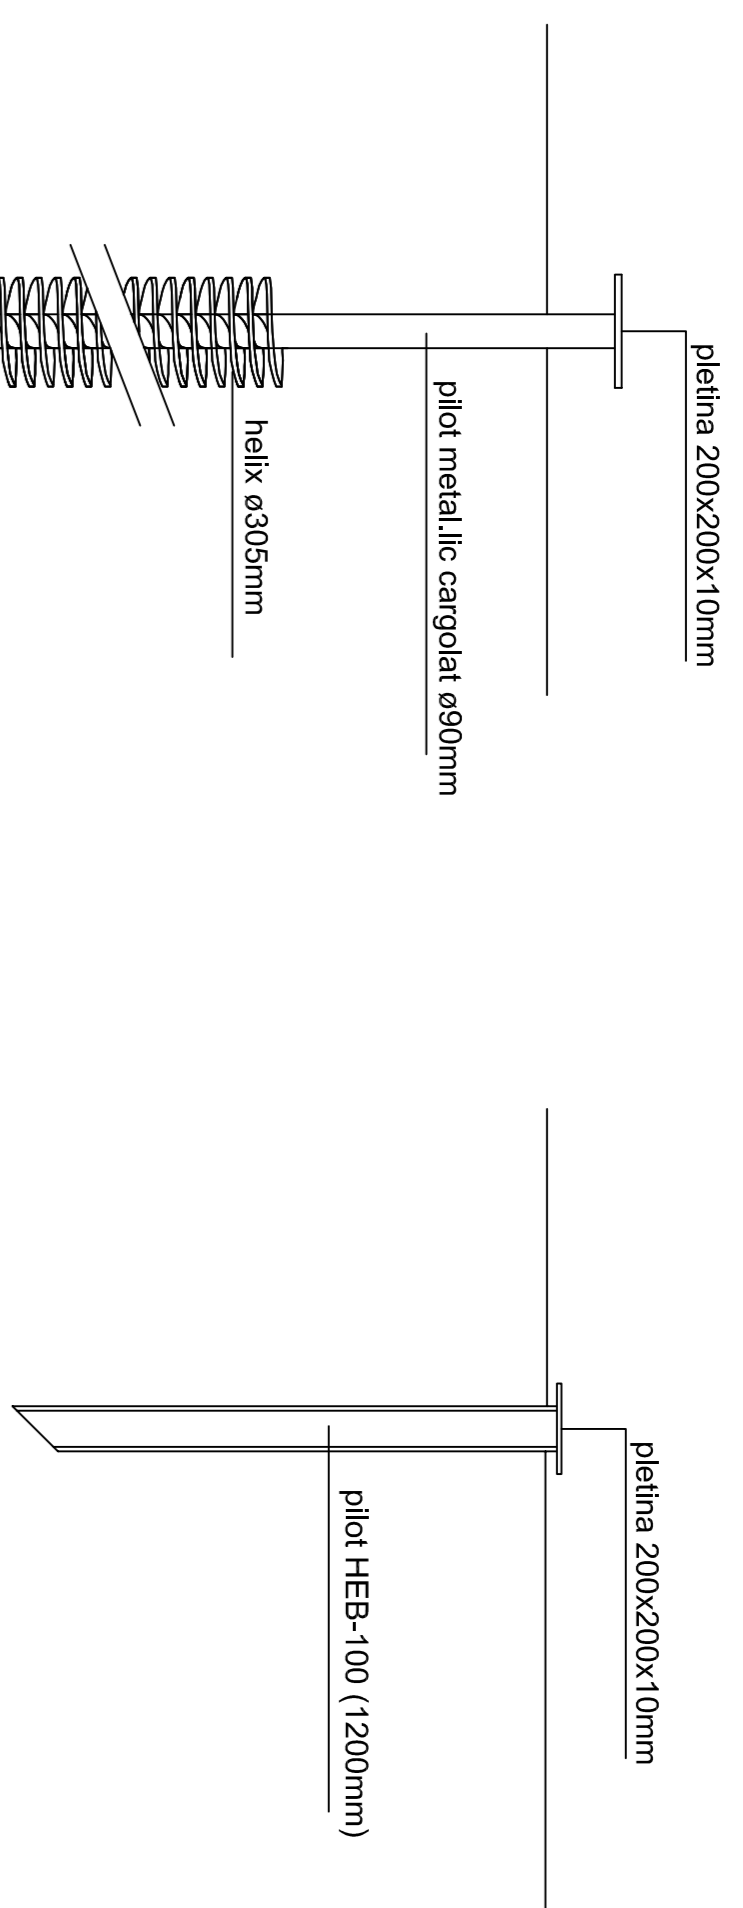 pletina 200x200x10mm
pilot metal.lic cargolat ø90mm
helix ø305mm
pletina 200x200x10mm
pilot HEB-100 (1200mm)